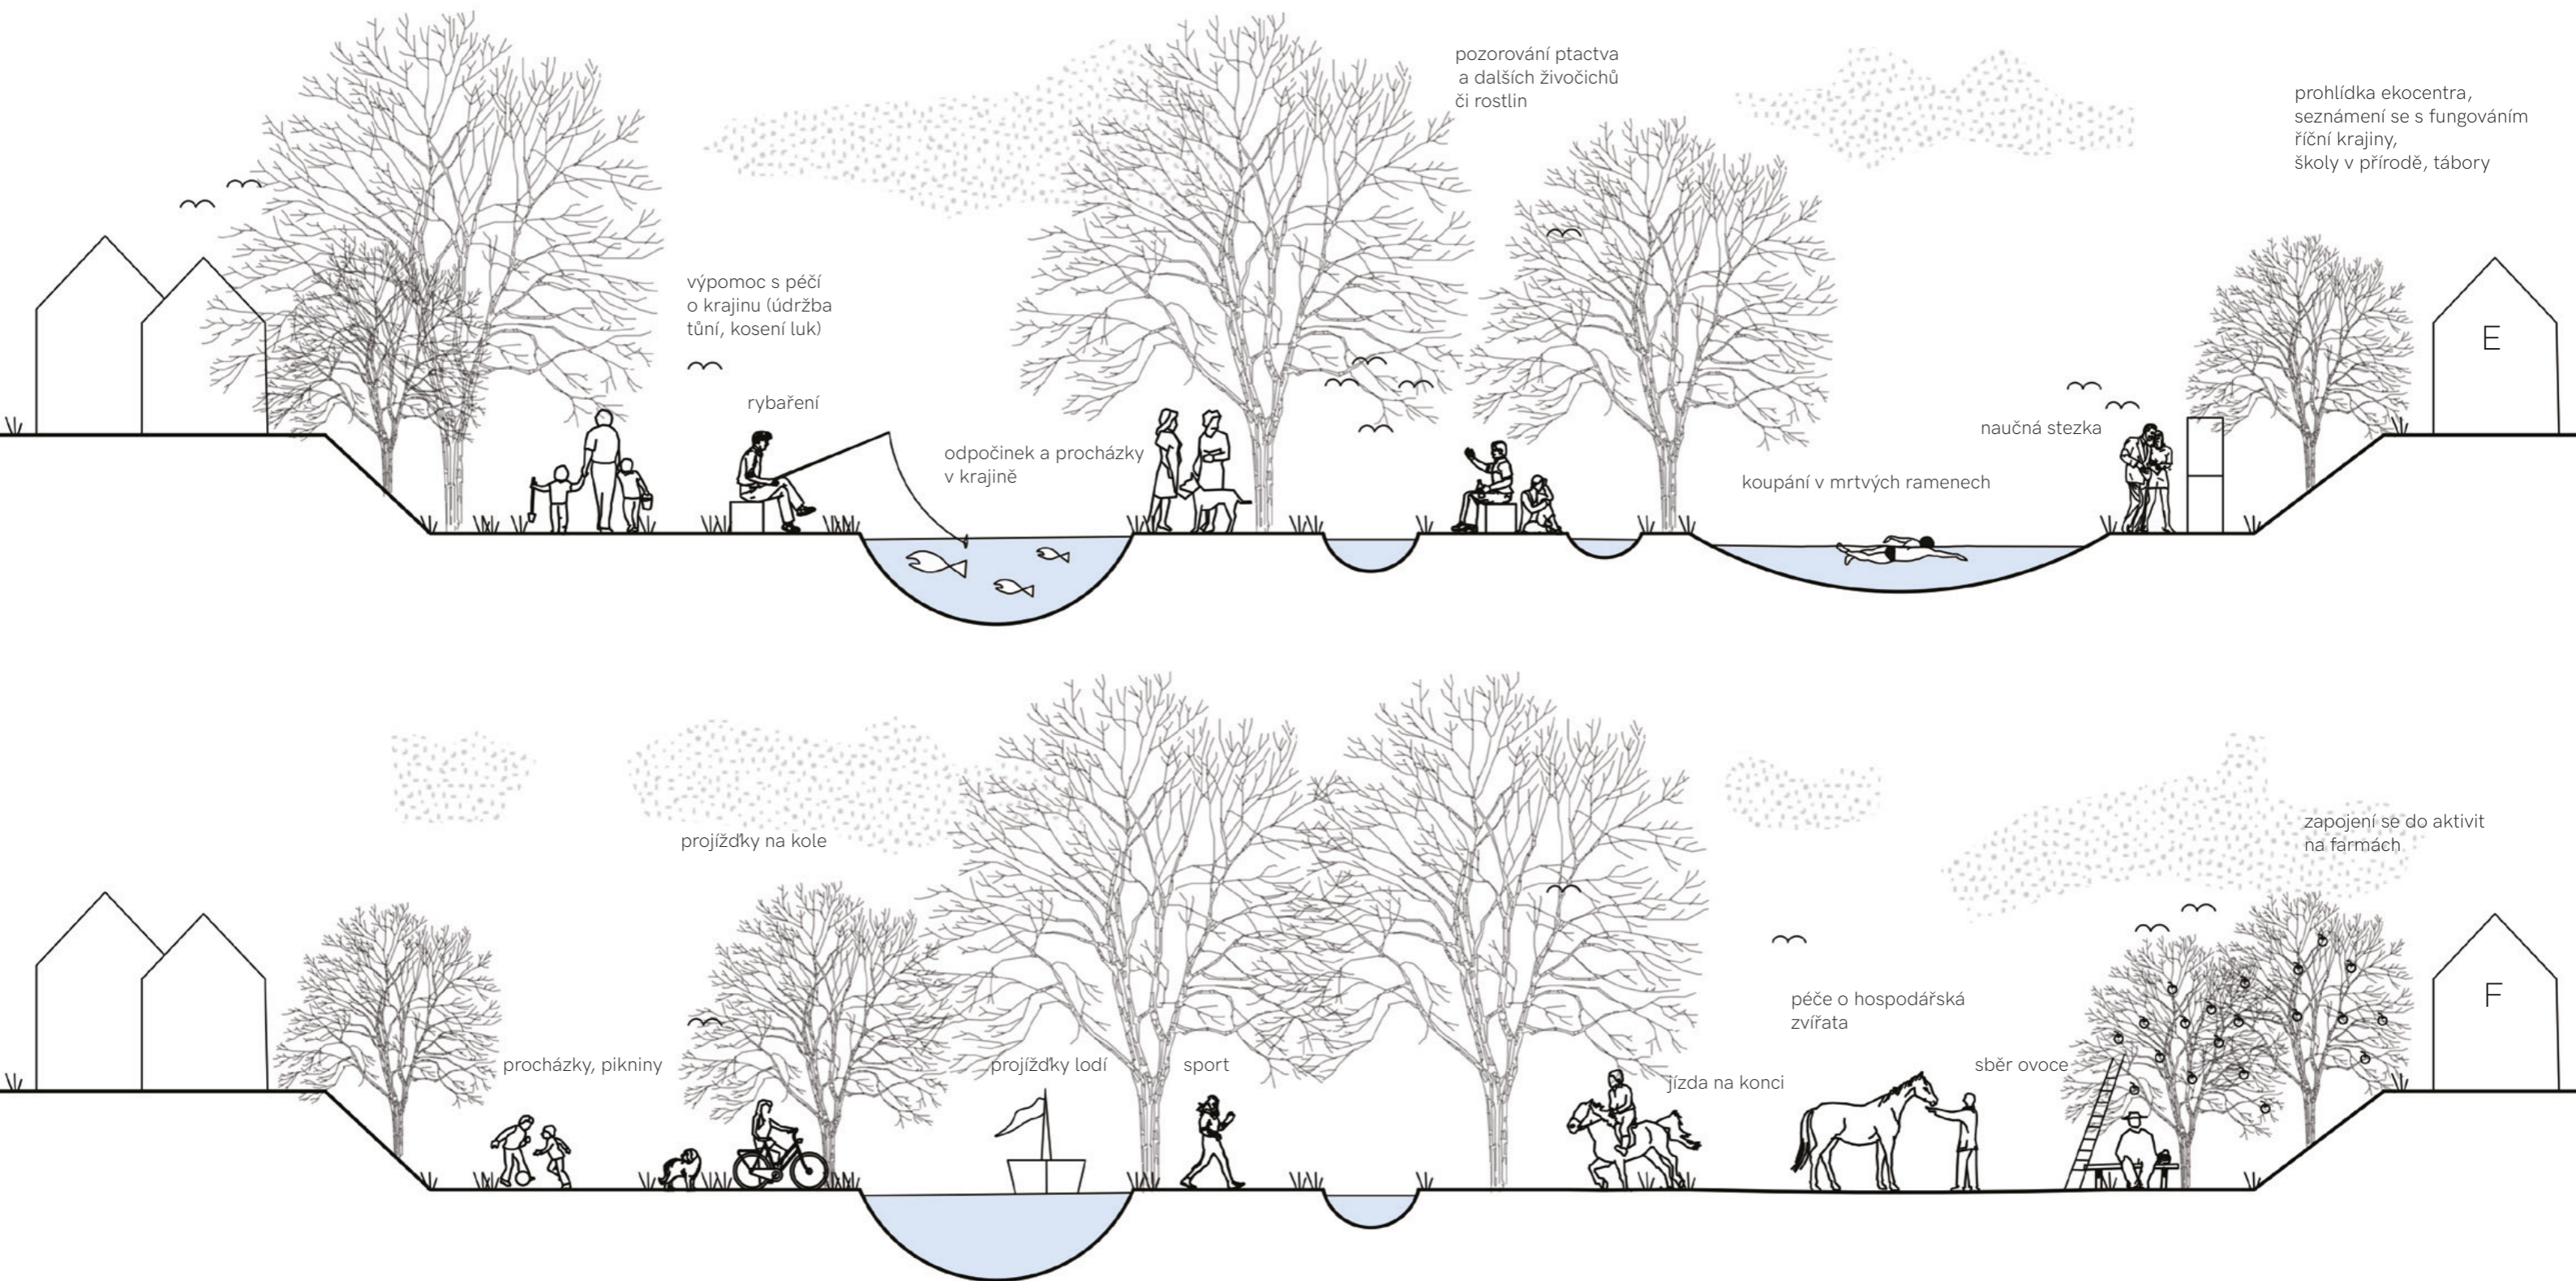 pozorování ptactva
a dalších živočichů
či rostlin
prohlídka ekocentra,
seznámení se s fungováním
říční krajiny,
školy v přírodě, tábory
výpomoc s péčí
o krajinu (údržba
tůní, kosení luk)
E
rybaření
odpočinek a procházky
v krajině
naučná stezka
koupání v mrtvých ramenech
projížďky na kole
zapojení se do aktivit
na farmách
F
péče o hospodářská
zvířata
procházky, pikniny
projížďky lodí
sport
jízda na konci
sběr ovoce